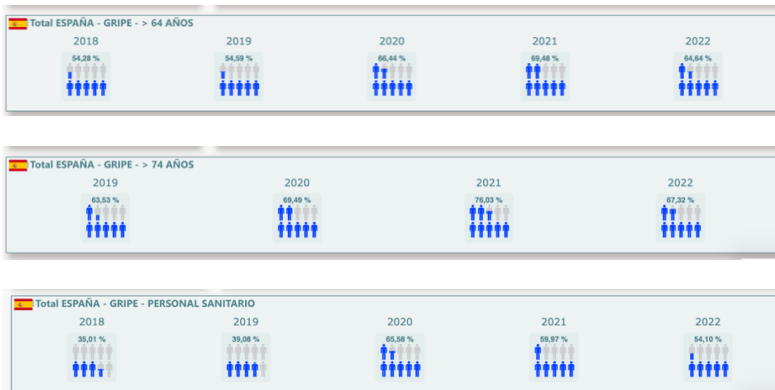 Total ESPAÑA - GRIPE - > 64 AÑOS
2018 2019 2020 2021 2022
54,28 % 54,59 % 66,44 % 69,48 % 64,64 %
Total ESPAÑA - GRIPE - > 74 AÑOS
2019 2020 2021 2022
63,53 % 69,49 % 76,03 % 67,32 %
Total ESPAÑA - GRIPE - PERSONAL SANITARIO
2018 2019 2020 2021 2022
35,01 % 39,08 % 65,58 % 59,97 % 54,10 %